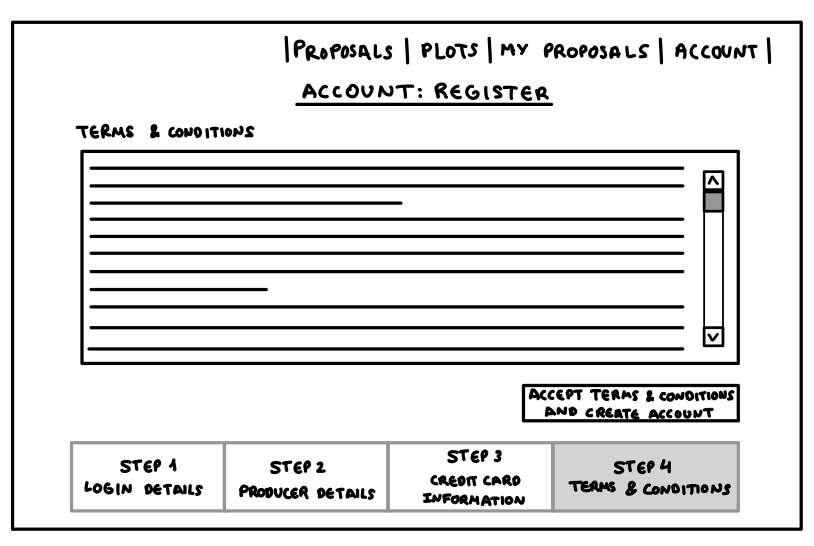 |PROPOSALS | PLOTS | MY PROPOSALS | ACCOUNT |
ACCOUNT: REGISTER
TERMS & CONDITIONS
ACCEPT TERMS & CONDITIONS
AND CREATE ACCOUNT
STEP 1
LOGIN DETAILS
STEP 2
PRODUCER DETAILS
STEP 3
CREDIT CARD
INFORMATION
STEP 4
TERMS & CONDITIONS